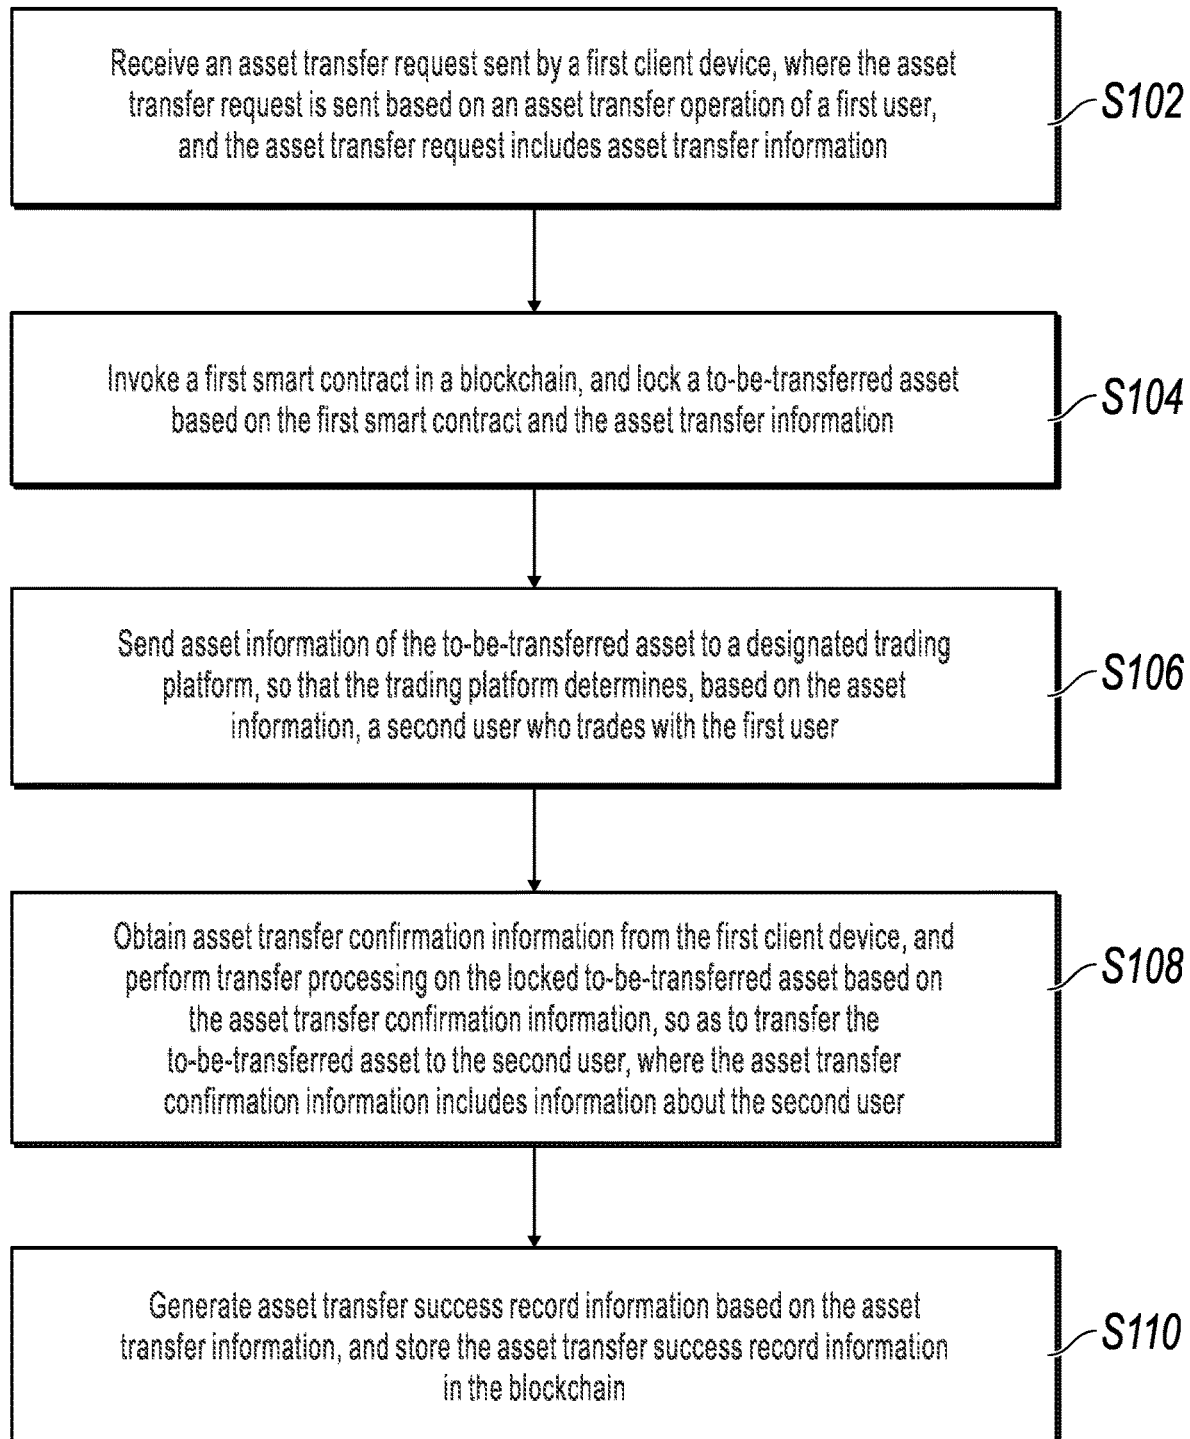 Receive an asset transfer request sent by a first client device, where the asset
transfer request is sent based on an asset transfer operation of a first user,
and the asset transfer request includes asset transfer information
S102
Invoke a first smart contract in a blockchain, and lock a to-be-transferred asset
based on the first smart contract and the asset transfer information
S104
Send asset information of the to-be-transferred asset to a designated trading
platform, so that the trading platform determines, based on the asset
information, a second user who trades with the first user
S106
Obtain asset transfer confirmation information from the first client device, and
perform transfer processing on the locked to-be-transferred asset based on
the asset transfer confirmation information, so as to transfer the
to-be-transferred asset to the second user, where the asset transfer
confirmation information includes information about the second user
S108
Generate asset transfer success record information based on the asset
transfer information, and store the asset transfer success record information
in the blockchain
S110